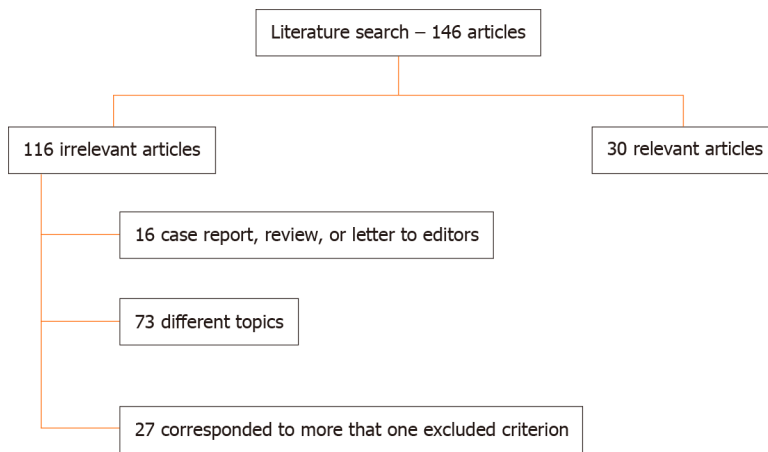 Literature search – 146 articles
116 irrelevant articles
30 relevant articles
16 case report, review, or letter to editors
73 different topics
27 corresponded to more that one excluded criterion